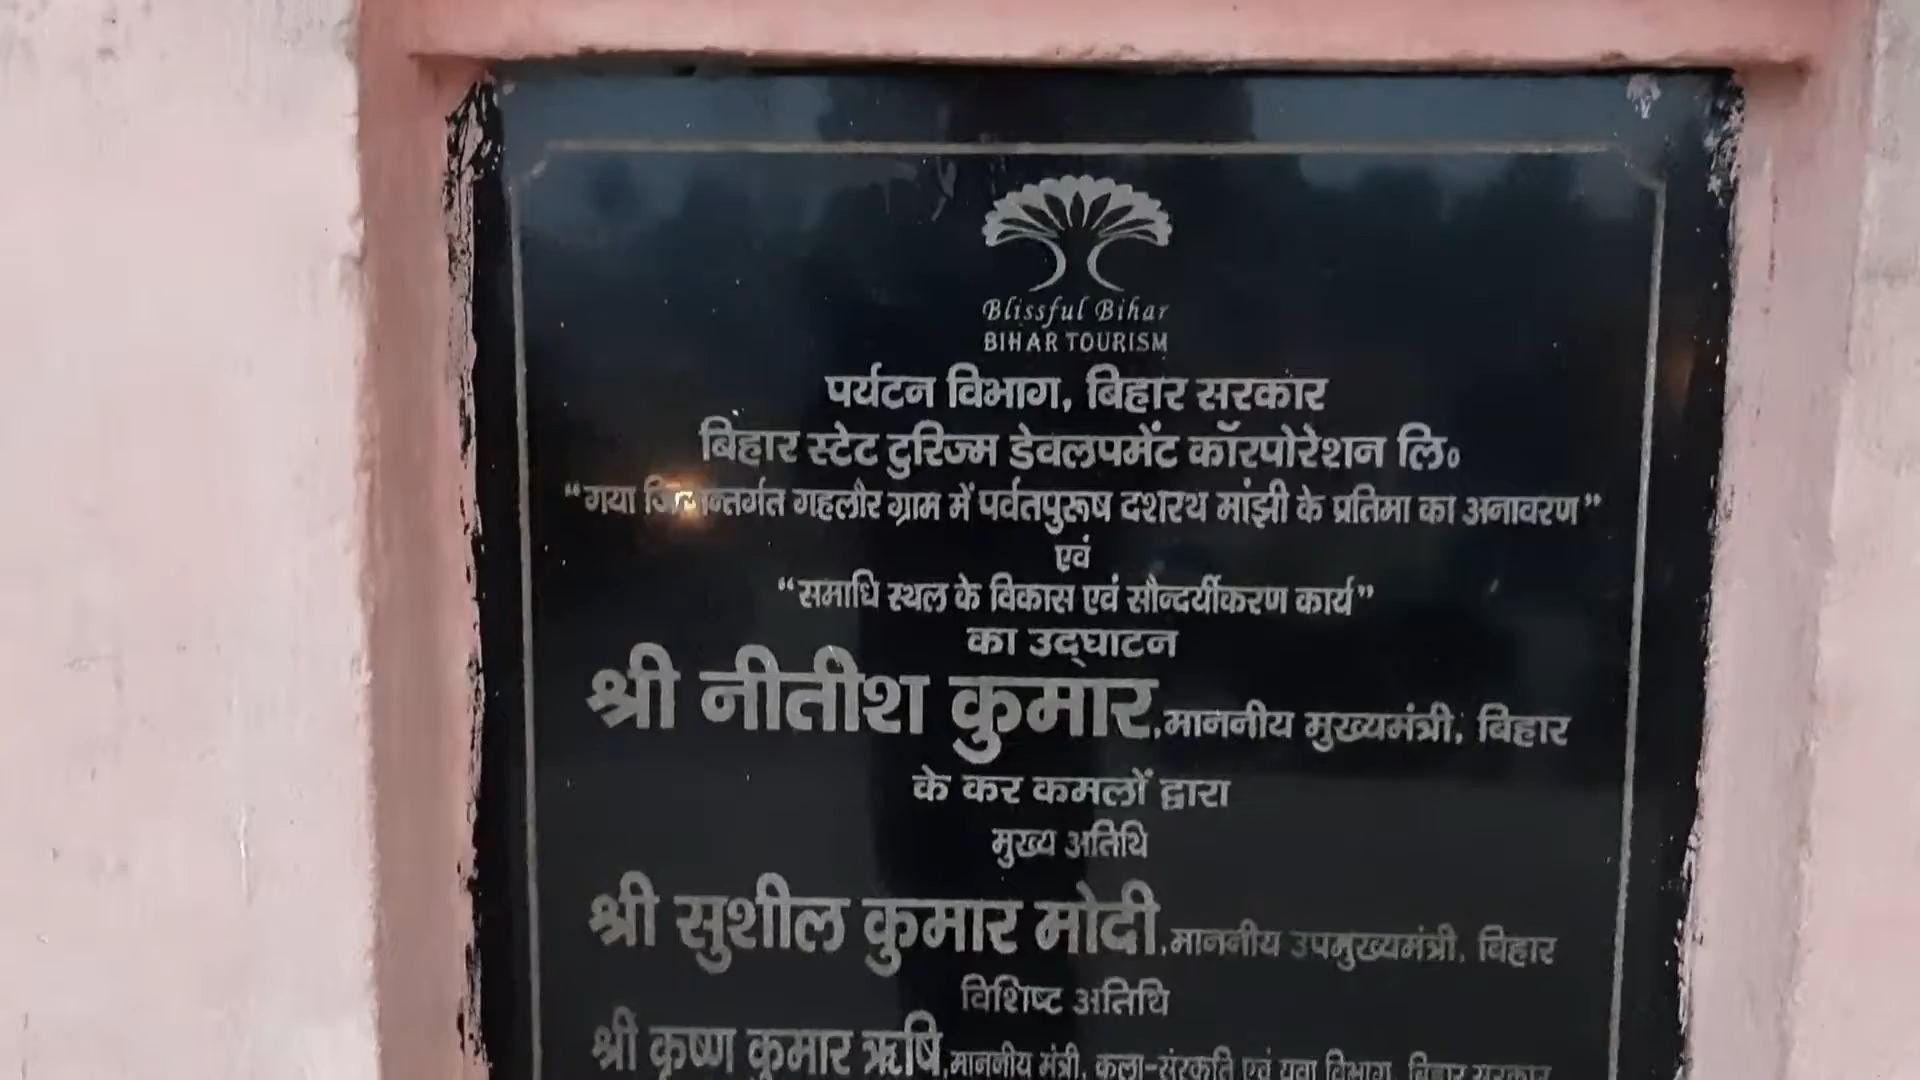 Blissful Bihar
BIHAR TOURISM
पर्यटन विभाग, बिहार सरकार
बिहार स्टेट टुरिज्म डेवलपमेंट कॉरपोरेशन लि०
“गया जिलान्तर्गत गहलौर ग्राम में पर्वतपुरूष दशरथ मांझी के प्रतिमा का अनावरण”
एवं
“समाधि स्थल के विकास एवं सौन्दर्यीकरण कार्य”
का उद्घाटन
श्री नीतीश कुमार, माननीय मुख्यमंत्री, बिहार
के कर कमलों द्वारा
मुख्य अतिथि
श्री सुशील कुमार मोदी, माननीय उपमुख्यमंत्री, बिहार
विशिष्ट अतिथि
श्री कृष्ण कुमार ऋषि, माननीय मंत्री, कला-संस्कृति एवं युवा विभाग, बिहार सरकार